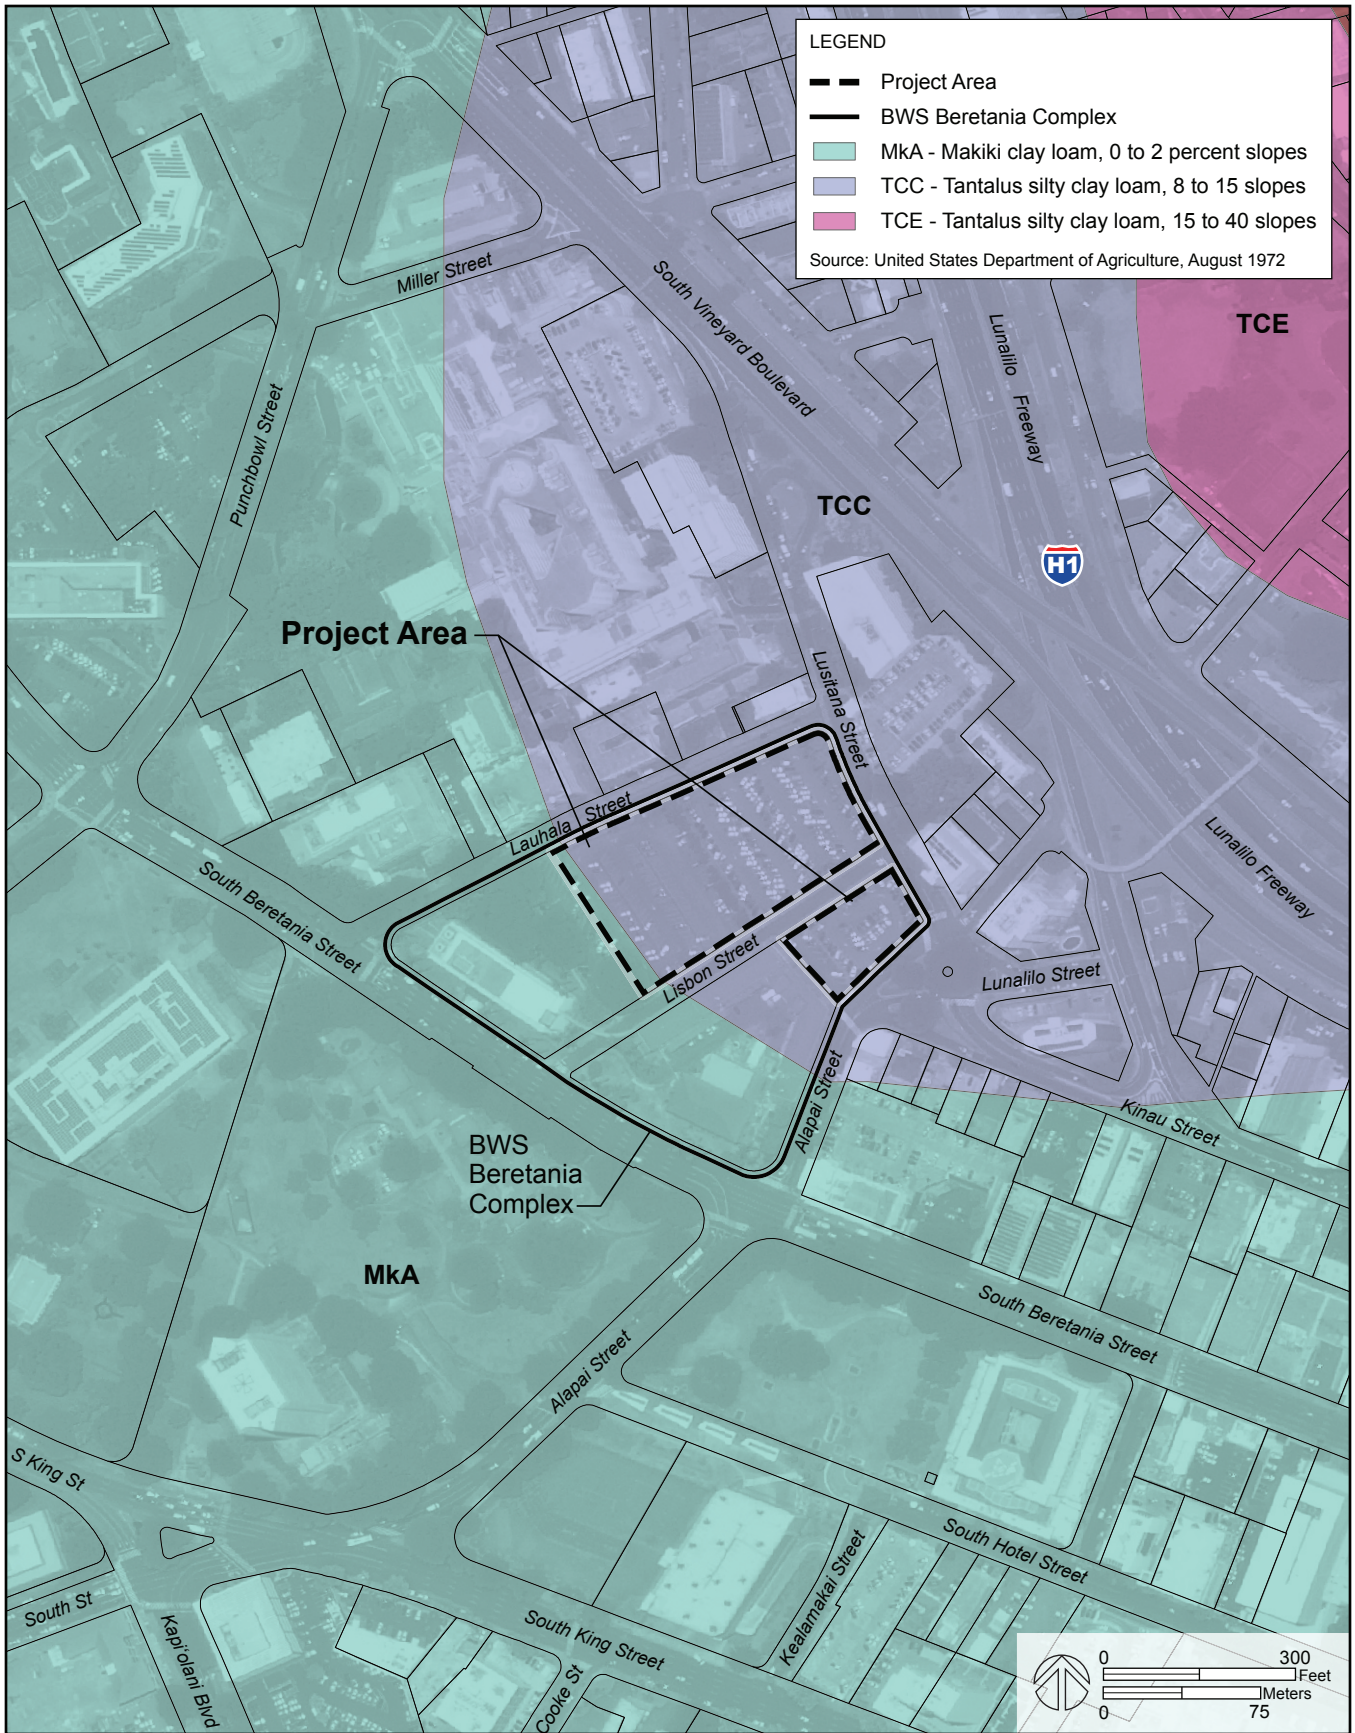 LEGEND
Project Area
BWS Beretania Complex
MkA - Makiki clay loam, 0 to 2 percent slopes
TCC - Tantalus silty clay loam, 8 to 15 slopes
TCE - Tantalus silty clay loam, 15 to 40 slopes
Source: United States Department of Agriculture, August 1972
Miller Street
South Vineyard Boulevard
Lunalilo Freeway
TCE
Punchbowl Street
TCC
H1
Project Area
Lusitana Street
Lauhala Street
Lunalilo Freeway
South Beretania Street
Lisbon Street
Lunalilo Street
Alapai Street
Kinau Street
BWS
Beretania
Complex
MkA
South Beretania Street
Alapai Street
S King St
South Hotel Street
Kealamakai Street
South St
Kapi'olani Blvd
South King Street
Cooke St
0 300
Feet
Meters
0 75